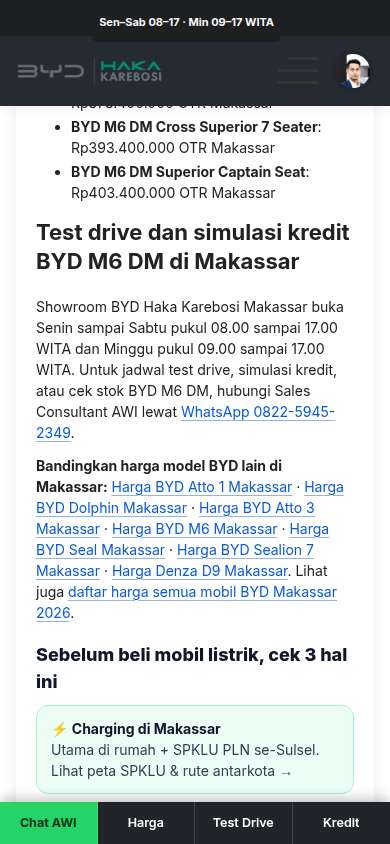 Sen–Sab 08–17 · Min 09–17 WITA
BYD HAKA
KAREBOSI
• BYD M6 DM Cross Superior 7 Seater:
Rp393.400.000 OTR Makassar
• BYD M6 DM Superior Captain Seat:
Rp403.400.000 OTR Makassar
Test drive dan simulasi kredit
BYD M6 DM di Makassar
Showroom BYD Haka Karebosi Makassar buka
Senin sampai Sabtu pukul 08.00 sampai 17.00
WITA dan Minggu pukul 09.00 sampai 17.00
WITA. Untuk jadwal test drive, simulasi kredit,
atau cek stok BYD M6 DM, hubungi Sales
Consultant AWI lewat WhatsApp 0822-5945-
2349.
Bandingkan harga model BYD lain di
Makassar: Harga BYD Atto 1 Makassar · Harga
BYD Dolphin Makassar · Harga BYD Atto 3
Makassar · Harga BYD M6 Makassar · Harga
BYD Seal Makassar · Harga BYD Sealion 7
Makassar · Harga Denza D9 Makassar. Lihat
juga daftar harga semua mobil BYD Makassar
2026.
Sebelum beli mobil listrik, cek 3 hal
ini
⚡ Charging di Makassar
Utama di rumah + SPKLU PLN se-Sulsel.
Lihat peta SPKLU & rute antarkota →
Chat AWI Harga Test Drive Kredit